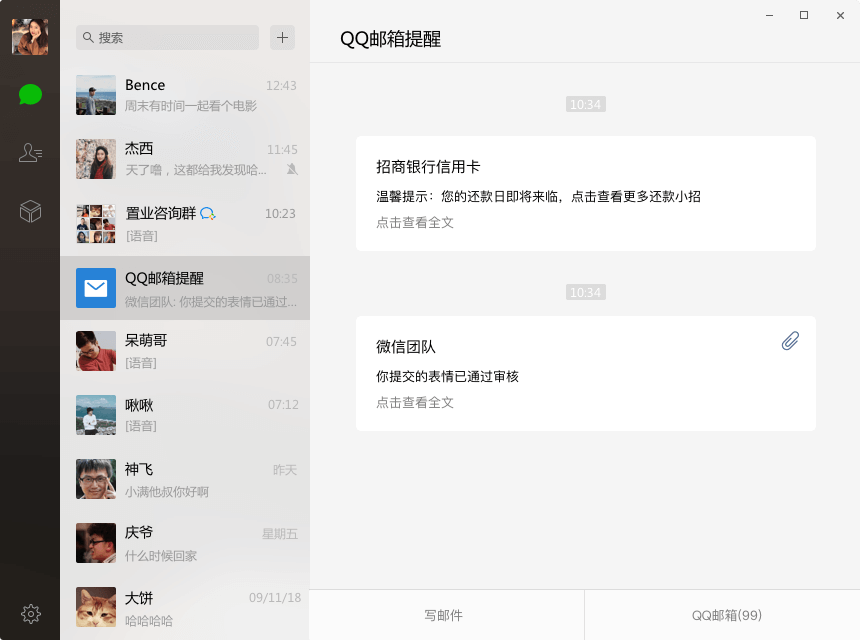 搜索
Bence 12:43
周末有时间一起看个电影
杰西 11:45
天了噜，这都给我发现哈...
置业咨询群 10:23
[语音]
QQ邮箱提醒 08:35
微信团队: 你提交的表情已通过...
呆萌哥 07:45
[语音]
啾啾 07:12
[语音]
神飞 昨天
小满他叔你好啊
庆爷 星期五
什么时候回家
大饼 09/11/18
哈哈哈哈
QQ邮箱提醒
10:34
招商银行信用卡
温馨提示：您的还款日即将来临，点击查看更多还款小招
点击查看全文
10:34
微信团队
你提交的表情已通过审核
点击查看全文
写邮件
QQ邮箱(99)